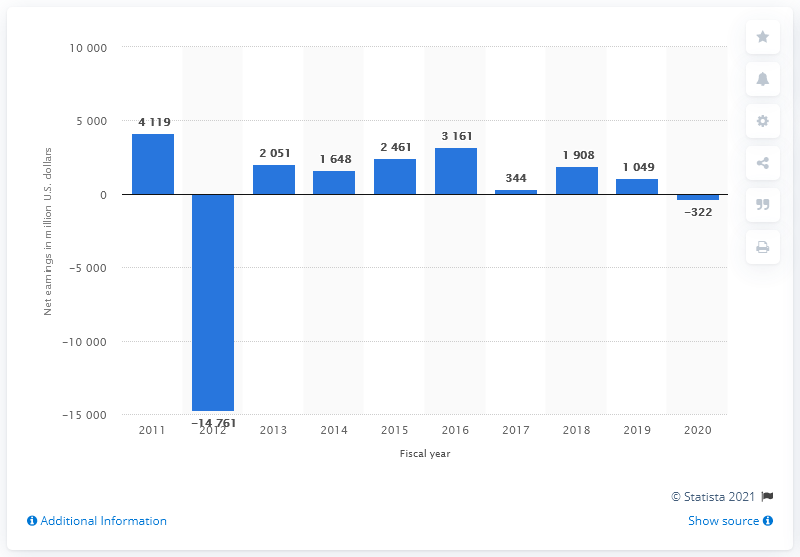 10 000
5 000
0
−5 000
−10 000
−15 000
Net earnings in million U.S. dollars
4 119
−14 761
2 051
1 648
2 461
3 161
344
1 908
1 049
−322
2011 2012 2013 2014 2015 2016 2017 2018 2019 2020
Fiscal year
© Statista 2021
Additional Information
Show source